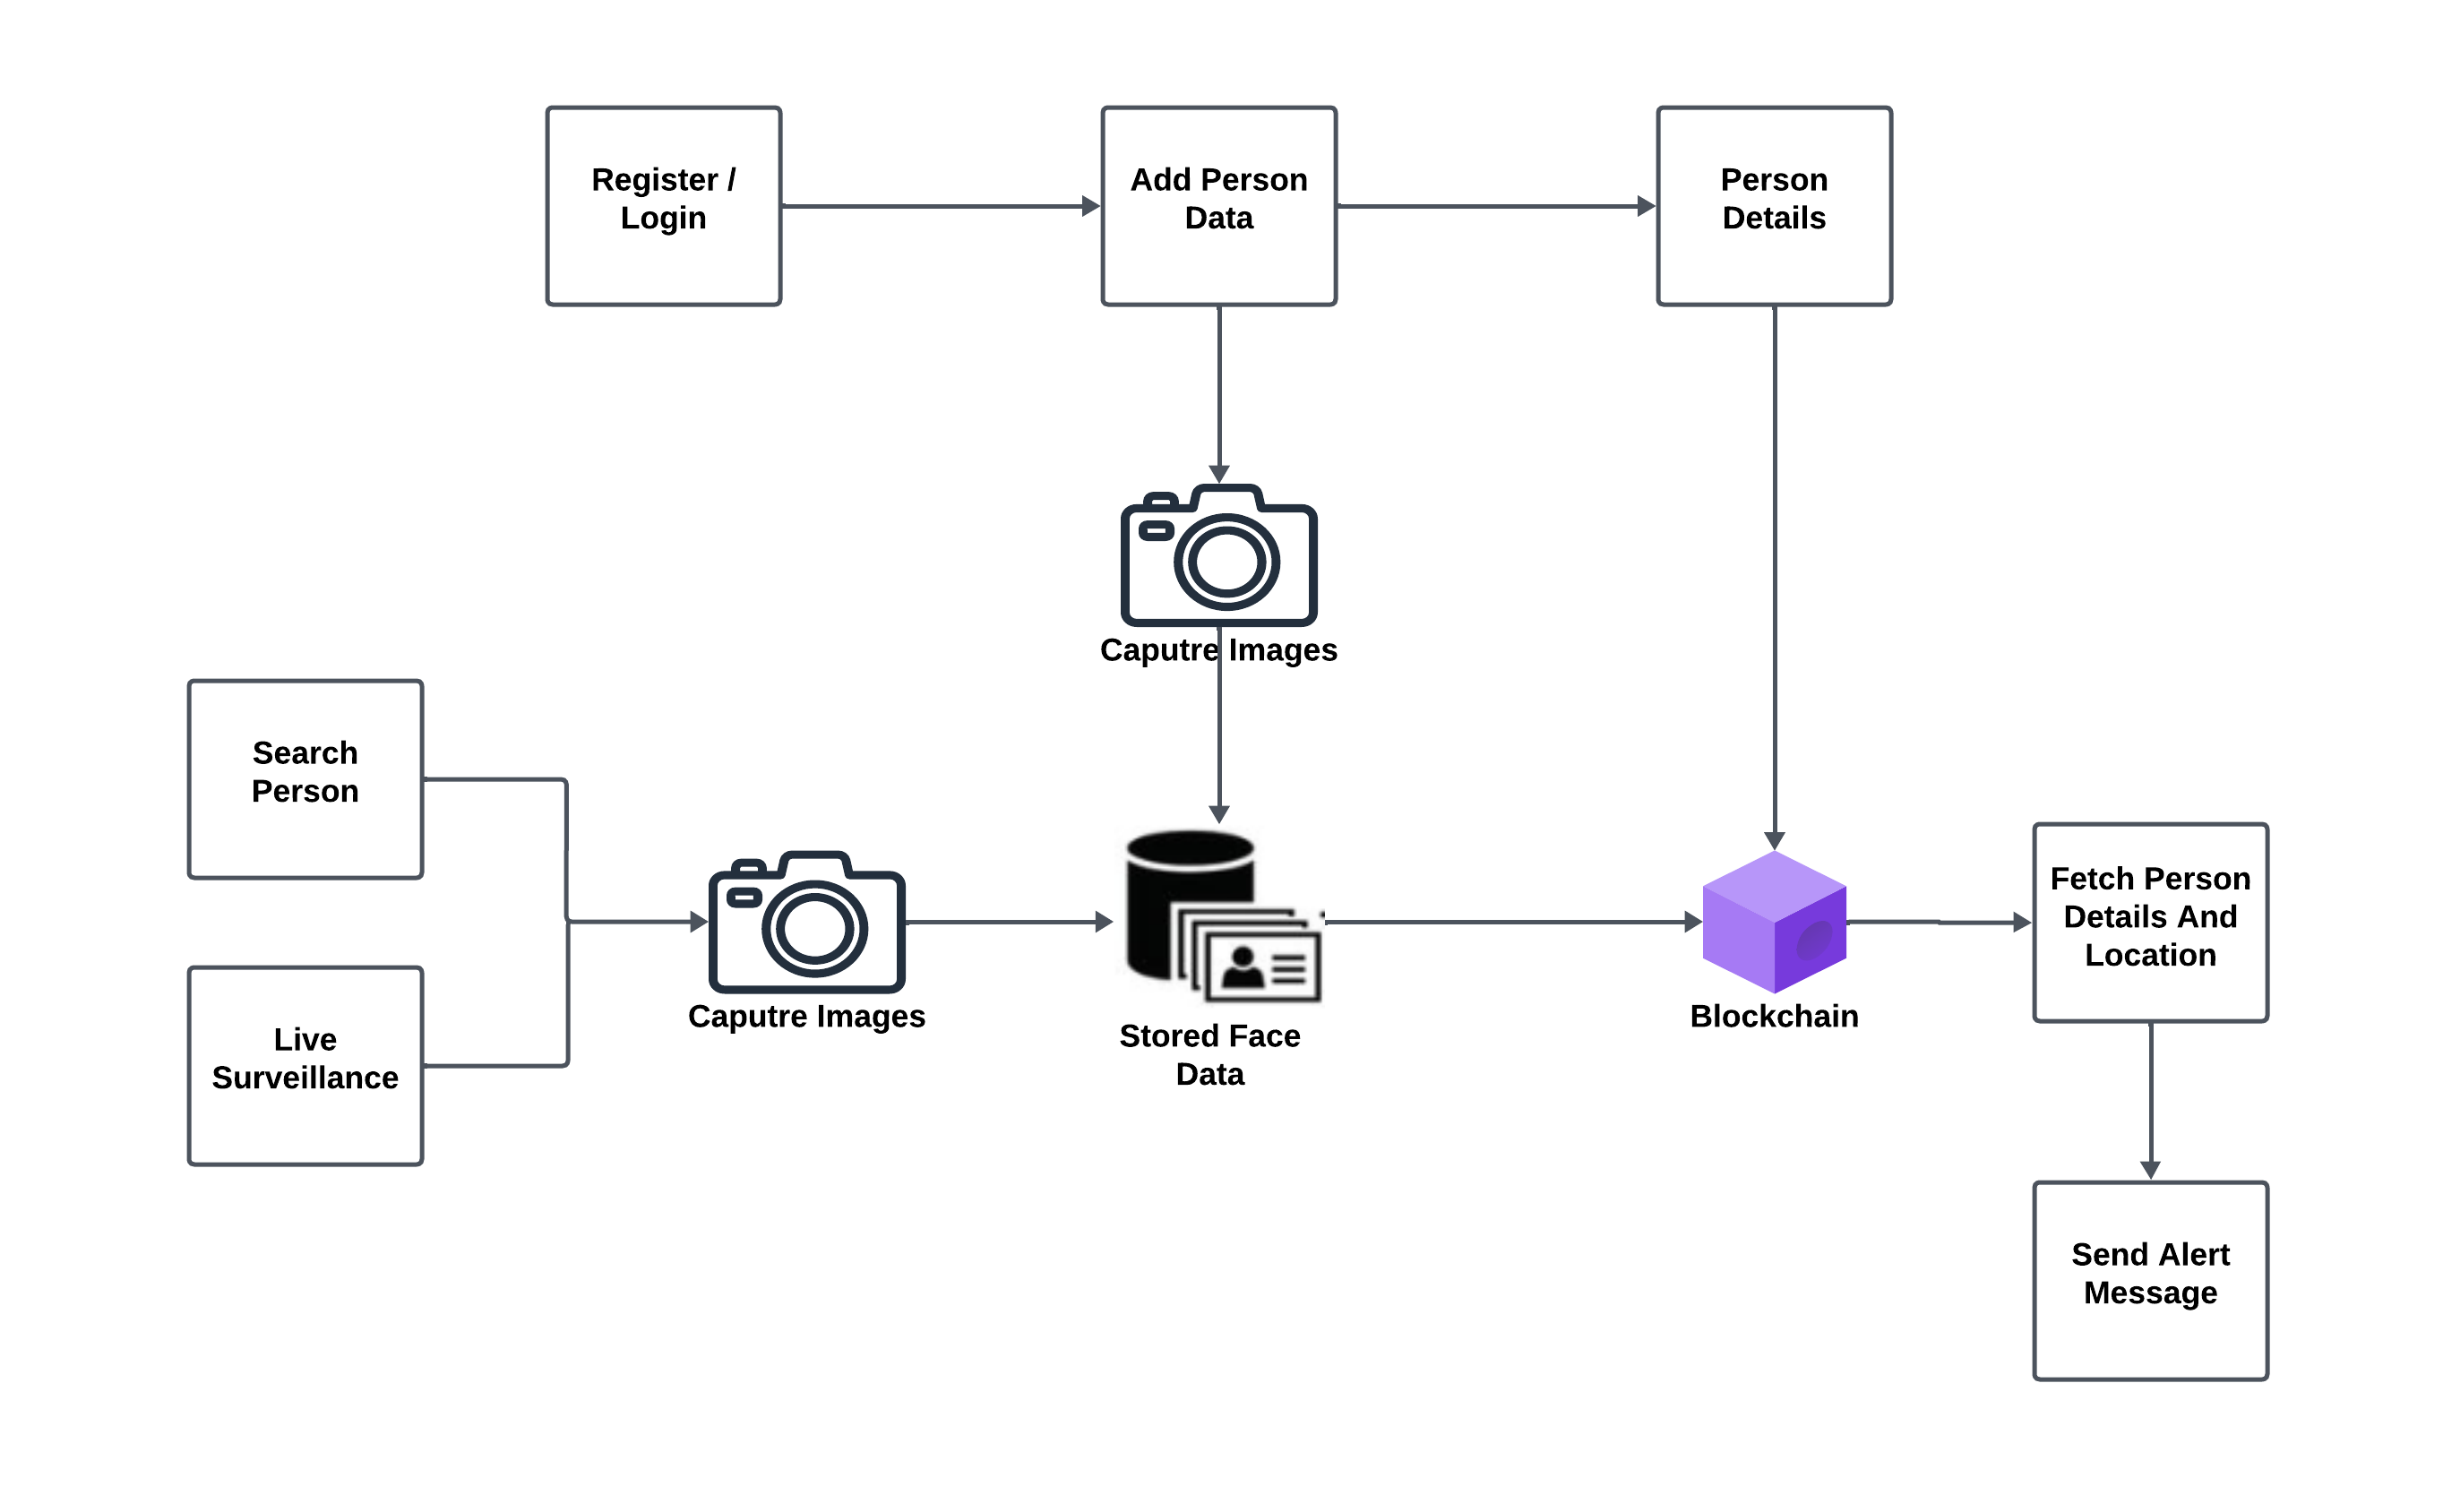 Register /
Login
Add Person
Data
Person
Details
Caputre Images
Search
Person
Live
Surveillance
Caputre Images
Stored Face
Data
Blockchain
Fetch Person
Details And
Location
Send Alert
Message